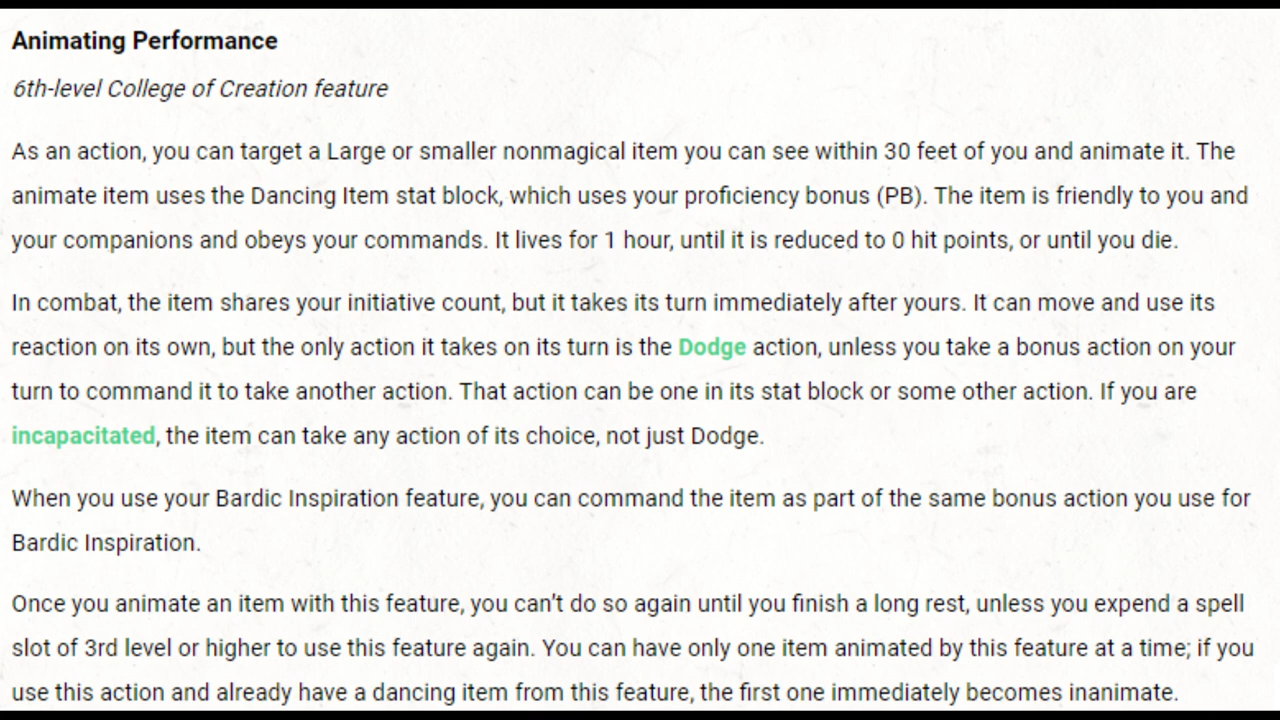 Animating Performance
6th-level College of Creation feature
As an action, you can target a Large or smaller nonmagical item you can see within 30 feet of you and animate it. The
animate item uses the Dancing Item stat block, which uses your proficiency bonus (PB). The item is friendly to you and
your companions and obeys your commands. It lives for 1 hour, until it is reduced to 0 hit points, or until you die.
In combat, the item shares your initiative count, but it takes its turn immediately after yours. It can move and use its
reaction on its own, but the only action it takes on its turn is the Dodge action, unless you take a bonus action on your
turn to command it to take another action. That action can be one in its stat block or some other action. If you are
incapacitated, the item can take any action of its choice, not just Dodge.
When you use your Bardic Inspiration feature, you can command the item as part of the same bonus action you use for
Bardic Inspiration.
Once you animate an item with this feature, you can't do so again until you finish a long rest, unless you expend a spell
slot of 3rd level or higher to use this feature again. You can have only one item animated by this feature at a time; if you
use this action and already have a dancing item from this feature, the first one immediately becomes inanimate.